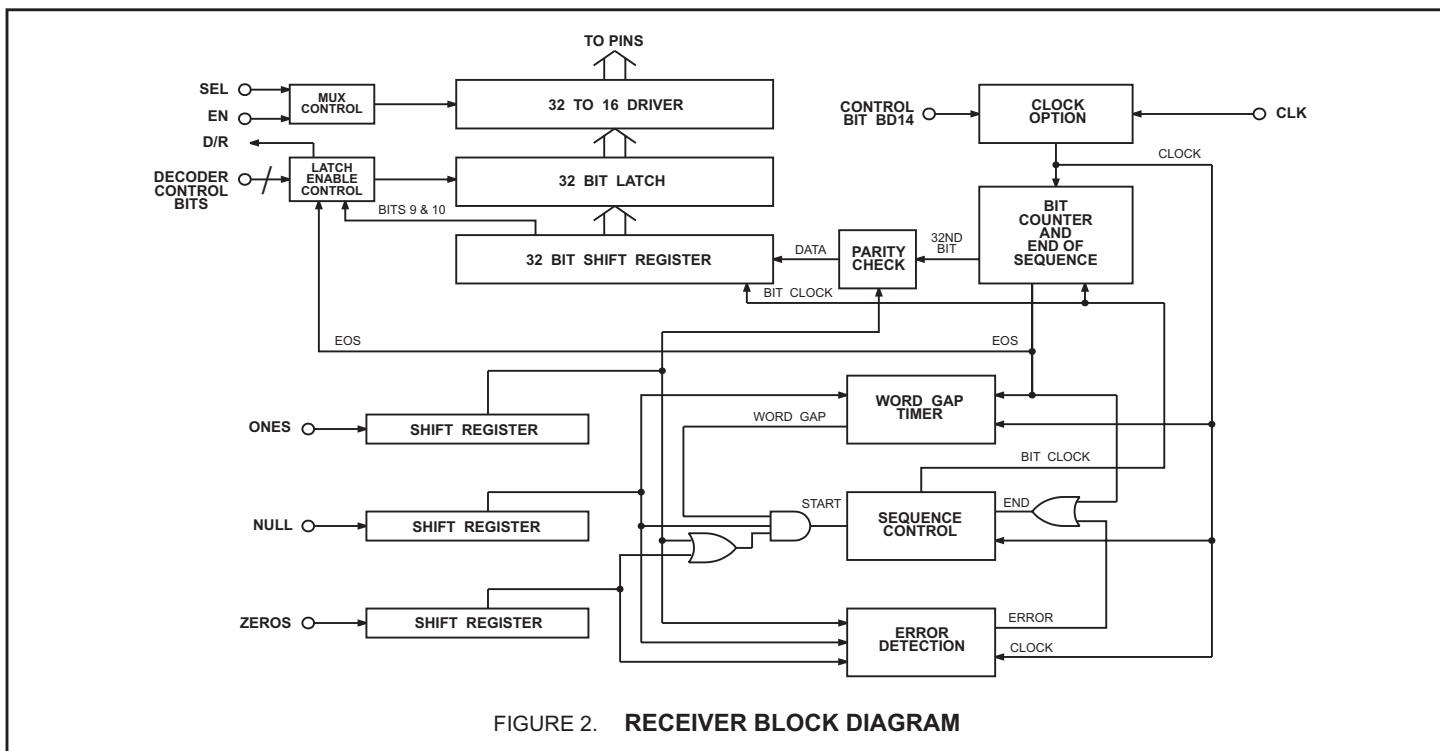 TO PINS
SEL
EN
D/R
DECODER
CONTROL
BITS
MUX
CONTROL
LATCH
ENABLE
CONTROL
32 TO 16 DRIVER
32 BIT LATCH
32 BIT SHIFT REGISTER
BITS 9 & 10
CONTROL
BIT BD14
CLOCK
OPTION
CLK
CLOCK
BIT
COUNTER
AND
END OF
SEQUENCE
32ND
BIT
PARITY
CHECK
DATA
BIT CLOCK
EOS
EOS
ONES
SHIFT REGISTER
WORD GAP
TIMER
WORD GAP
BIT CLOCK
NULL
SHIFT REGISTER
START
SEQUENCE
CONTROL
END
ZEROS
SHIFT REGISTER
ERROR
DETECTION
ERROR
CLOCK
FIGURE 2. RECEIVER BLOCK DIAGRAM